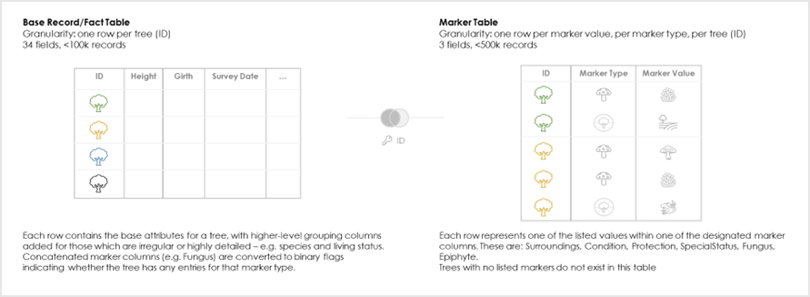 Base Record/Fact Table
Granularity: one row per tree (ID)
34 fields, <100k records
ID Height Girth Survey Date ...
Each row contains the base attributes for a tree, with higher-level grouping columns
added for those which are irregular or highly detailed – e.g. species and living status.
Concatenated marker columns (e.g. Fungus) are converted to binary flags
indicating whether the tree has any entries for that marker type.
ID
Marker Table
Granularity: one row per marker value, per marker type, per tree (ID)
3 fields, <500k records
ID Marker Type Marker Value
Each row represents one of the listed values within one of the designated marker
columns. These are: Surroundings, Condition, Protection, SpecialStatus, Fungus,
Epiphyte.
Trees with no listed markers do not exist in this table